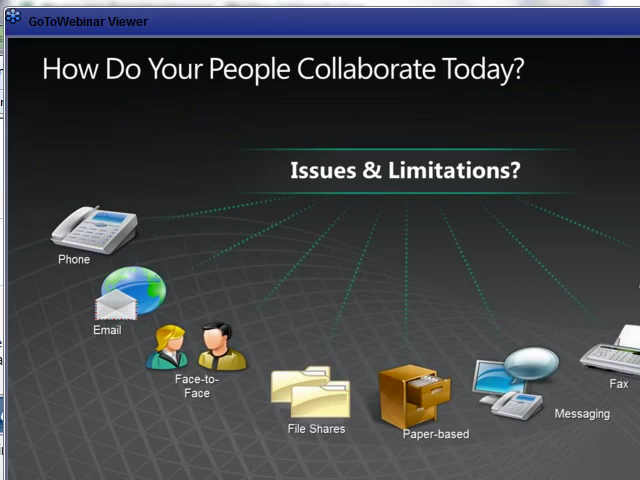 GoToWebinar Viewer
How Do Your People Collaborate Today?
Issues & Limitations?
Phone
Email
Face-to-
Face
File Shares
Paper-based
Messaging
Fax